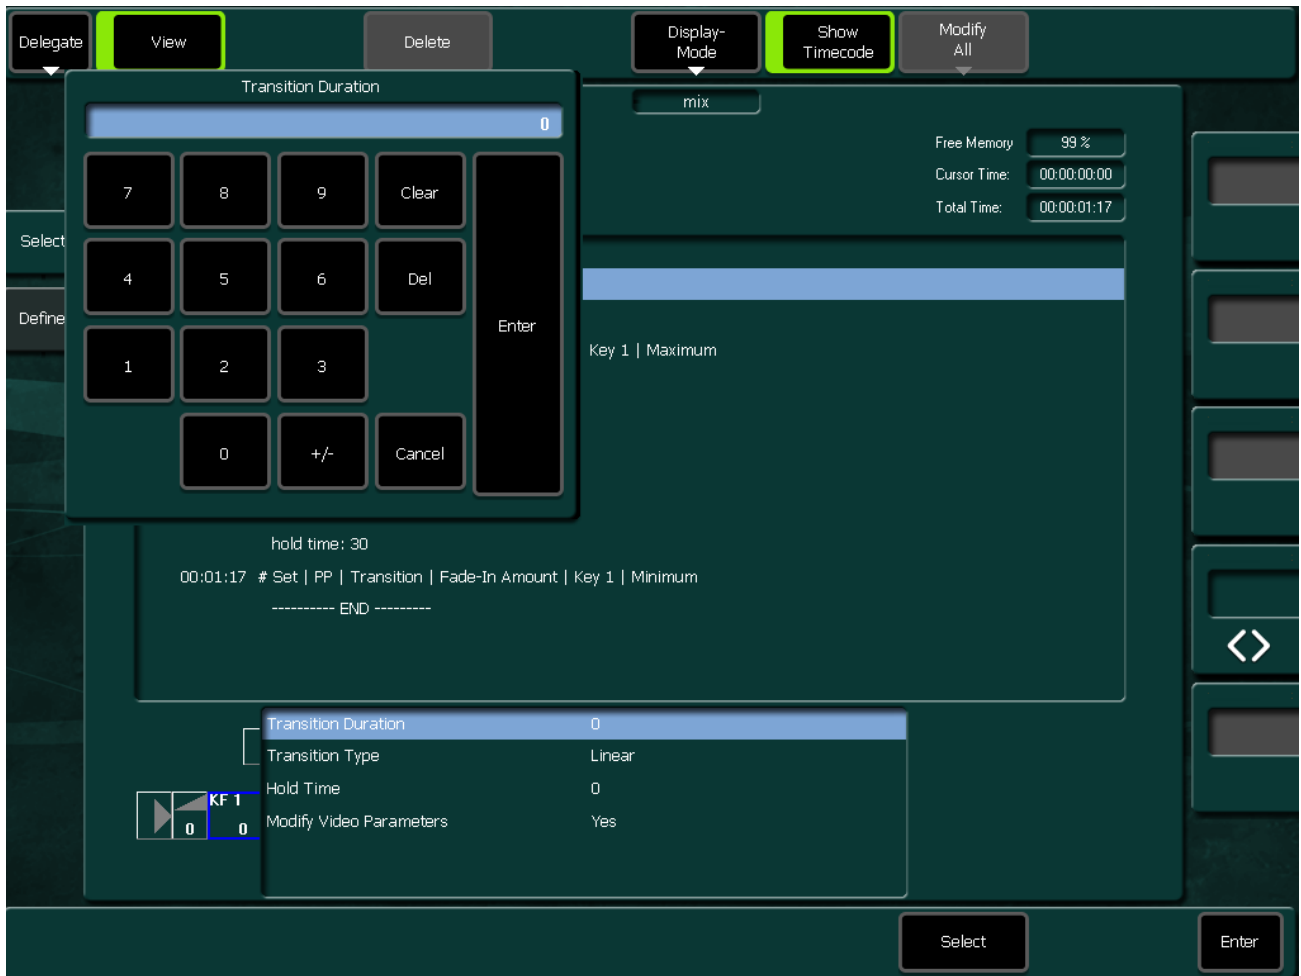 Delegate
View
Delete
Display-
Mode
Show
Timecode
Modify
All
Transition Duration
0
7 8 9 Clear
4 5 6 Del
1 2 3
0 +/- Cancel
Enter
mix
Free Memory 99 %
Cursor Time: 00:00:00:00
Total Time: 00:00:01:17
Select
Define
Key 1 | Maximum
hold time: 30
00:01:17 # Set | PP | Transition | Fade-In Amount | Key 1 | Minimum
---------- END ---------
Transition Duration 0
Transition Type Linear
Hold Time 0
Modify Video Parameters Yes
KF 1
0 0
Select
Enter